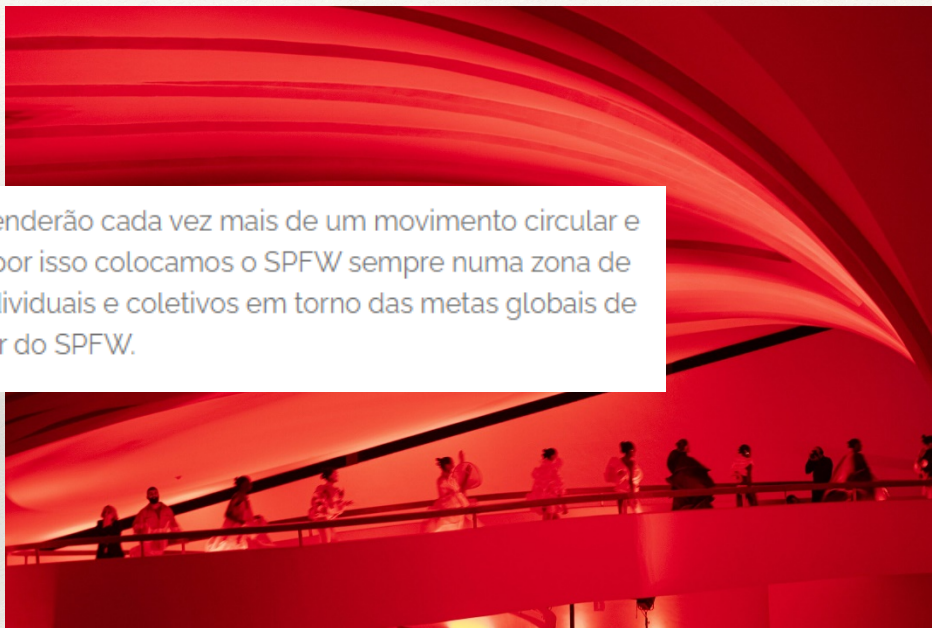 enderão cada vez mais de um movimento circular e
por isso colocamos o SPFW sempre numa zona de
dividuais e coletivos em torno das metas globais de
r do SPFW.